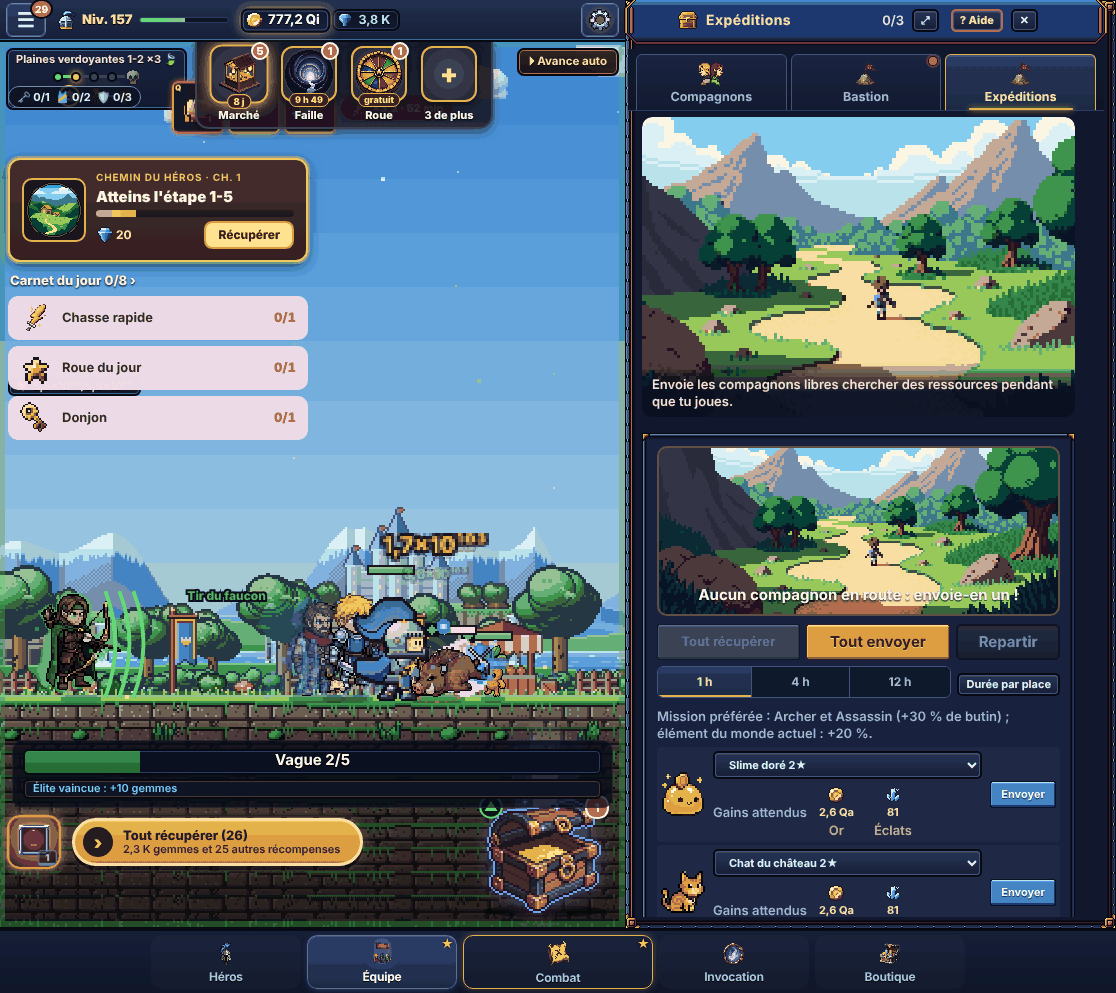 29
Niv. 157
777,2 Qi
3,8 K
Plaines verdoyantes 1-2 ×3
0/1 0/2 0/3
5
8 j
Marché
1
9 h 49
Faille
1
gratuit
Roue
+
3 de plus
Avance auto
CHEMIN DU HÉROS · CH. 1
Atteins l'étape 1-5
20
Récupérer
Carnet du jour 0/8 ›
Chasse rapide 0/1
Roue du jour 0/1
Donjon 0/1
1,7×10
Tir du faucon
Vague 2/5
Élite vaincue : +10 gemmes
1
Tout récupérer (26)
2,3 K gemmes et 25 autres récompenses
Expéditions
0/3
? Aide
×
Compagnons
Bastion
Expéditions
Envoie les compagnons libres chercher des ressources pendant
que tu joues.
Aucun compagnon en route : envoie-en un !
Tout récupérer
Tout envoyer
Repartir
1 h
4 h
12 h
Durée par place
Mission préférée : Archer et Assassin (+30 % de butin) ;
élément du monde actuel : +20 %.
Slime doré 2★
Gains attendus
2,6 Qa
Or
81
Éclats
Envoyer
Chat du château 2★
Gains attendus
2,6 Qa
81
Envoyer
Héros
Équipe
Combat
Invocation
Boutique